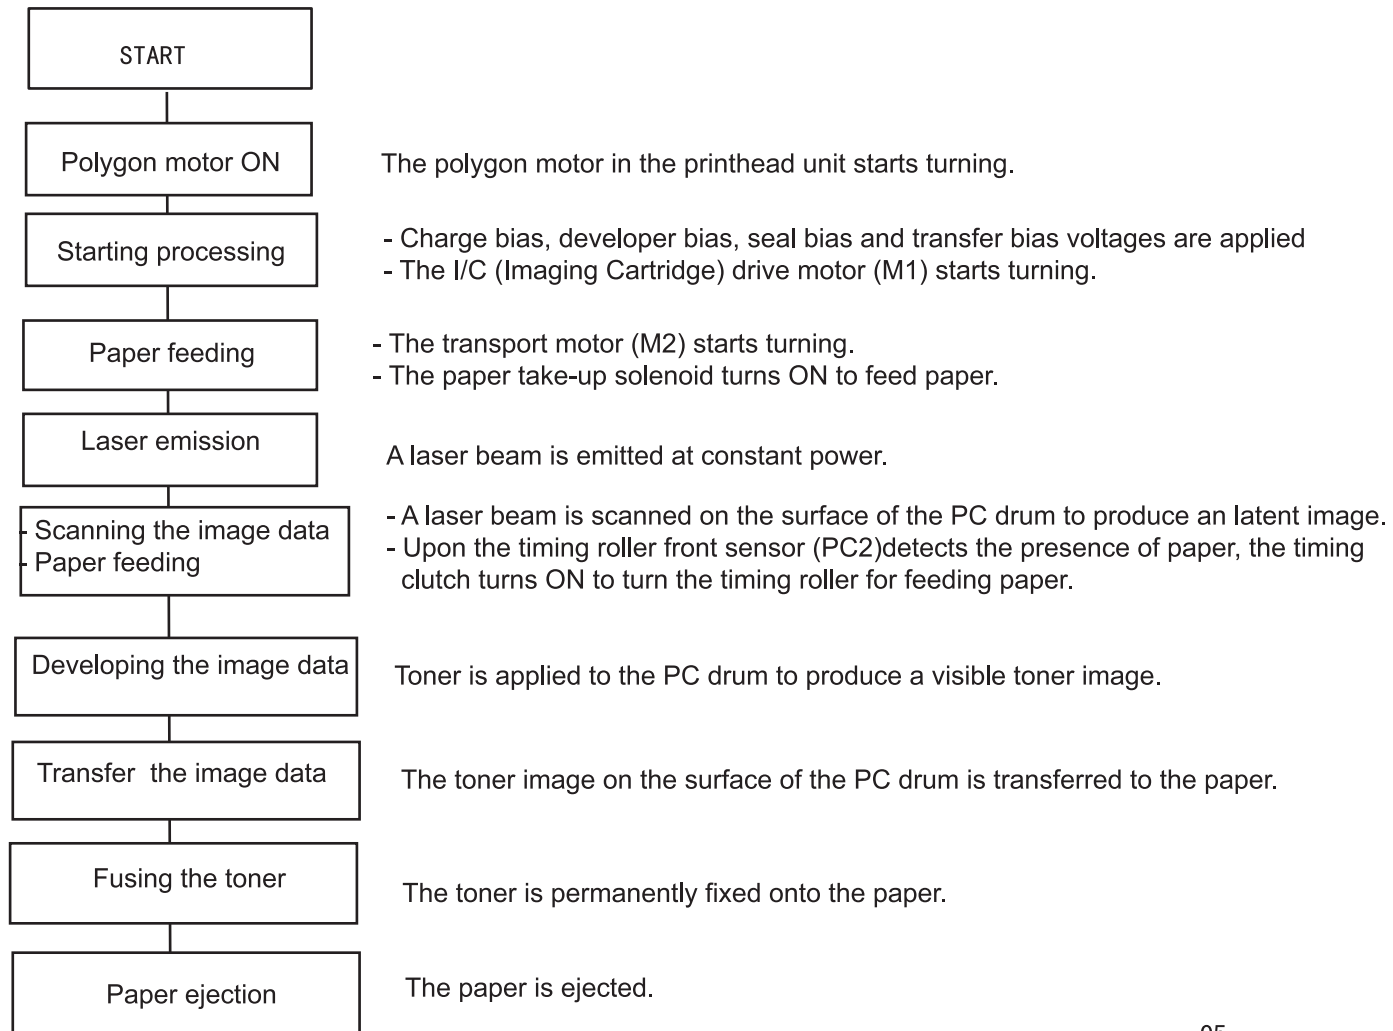 START
Polygon motor ON
The polygon motor in the printhead unit starts turning.
Starting processing
- Charge bias, developer bias, seal bias and transfer bias voltages are applied
- The I/C (Imaging Cartridge) drive motor (M1) starts turning.
Paper feeding
- The transport motor (M2) starts turning.
- The paper take-up solenoid turns ON to feed paper.
Laser emission
A laser beam is emitted at constant power.
- Scanning the image data
- Paper feeding
- A laser beam is scanned on the surface of the PC drum to produce an latent image.
- Upon the timing roller front sensor (PC2)detects the presence of paper, the timing
clutch turns ON to turn the timing roller for feeding paper.
Developing the image data
Toner is applied to the PC drum to produce a visible toner image.
Transfer the image data
The toner image on the surface of the PC drum is transferred to the paper.
Fusing the toner
The toner is permanently fixed onto the paper.
Paper ejection
The paper is ejected.